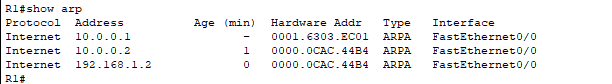 R1#show arp
Protocol  Address          Age (min)  Hardware Addr   Type   Interface
Internet  10.0.0.1                -   0001.6303.EC01  ARPA   FastEthernet0/0
Internet  10.0.0.2                1   0000.0CAC.44B4  ARPA   FastEthernet0/0
Internet  192.168.1.2             0   0000.0CAC.44B4  ARPA   FastEthernet0/0
R1#